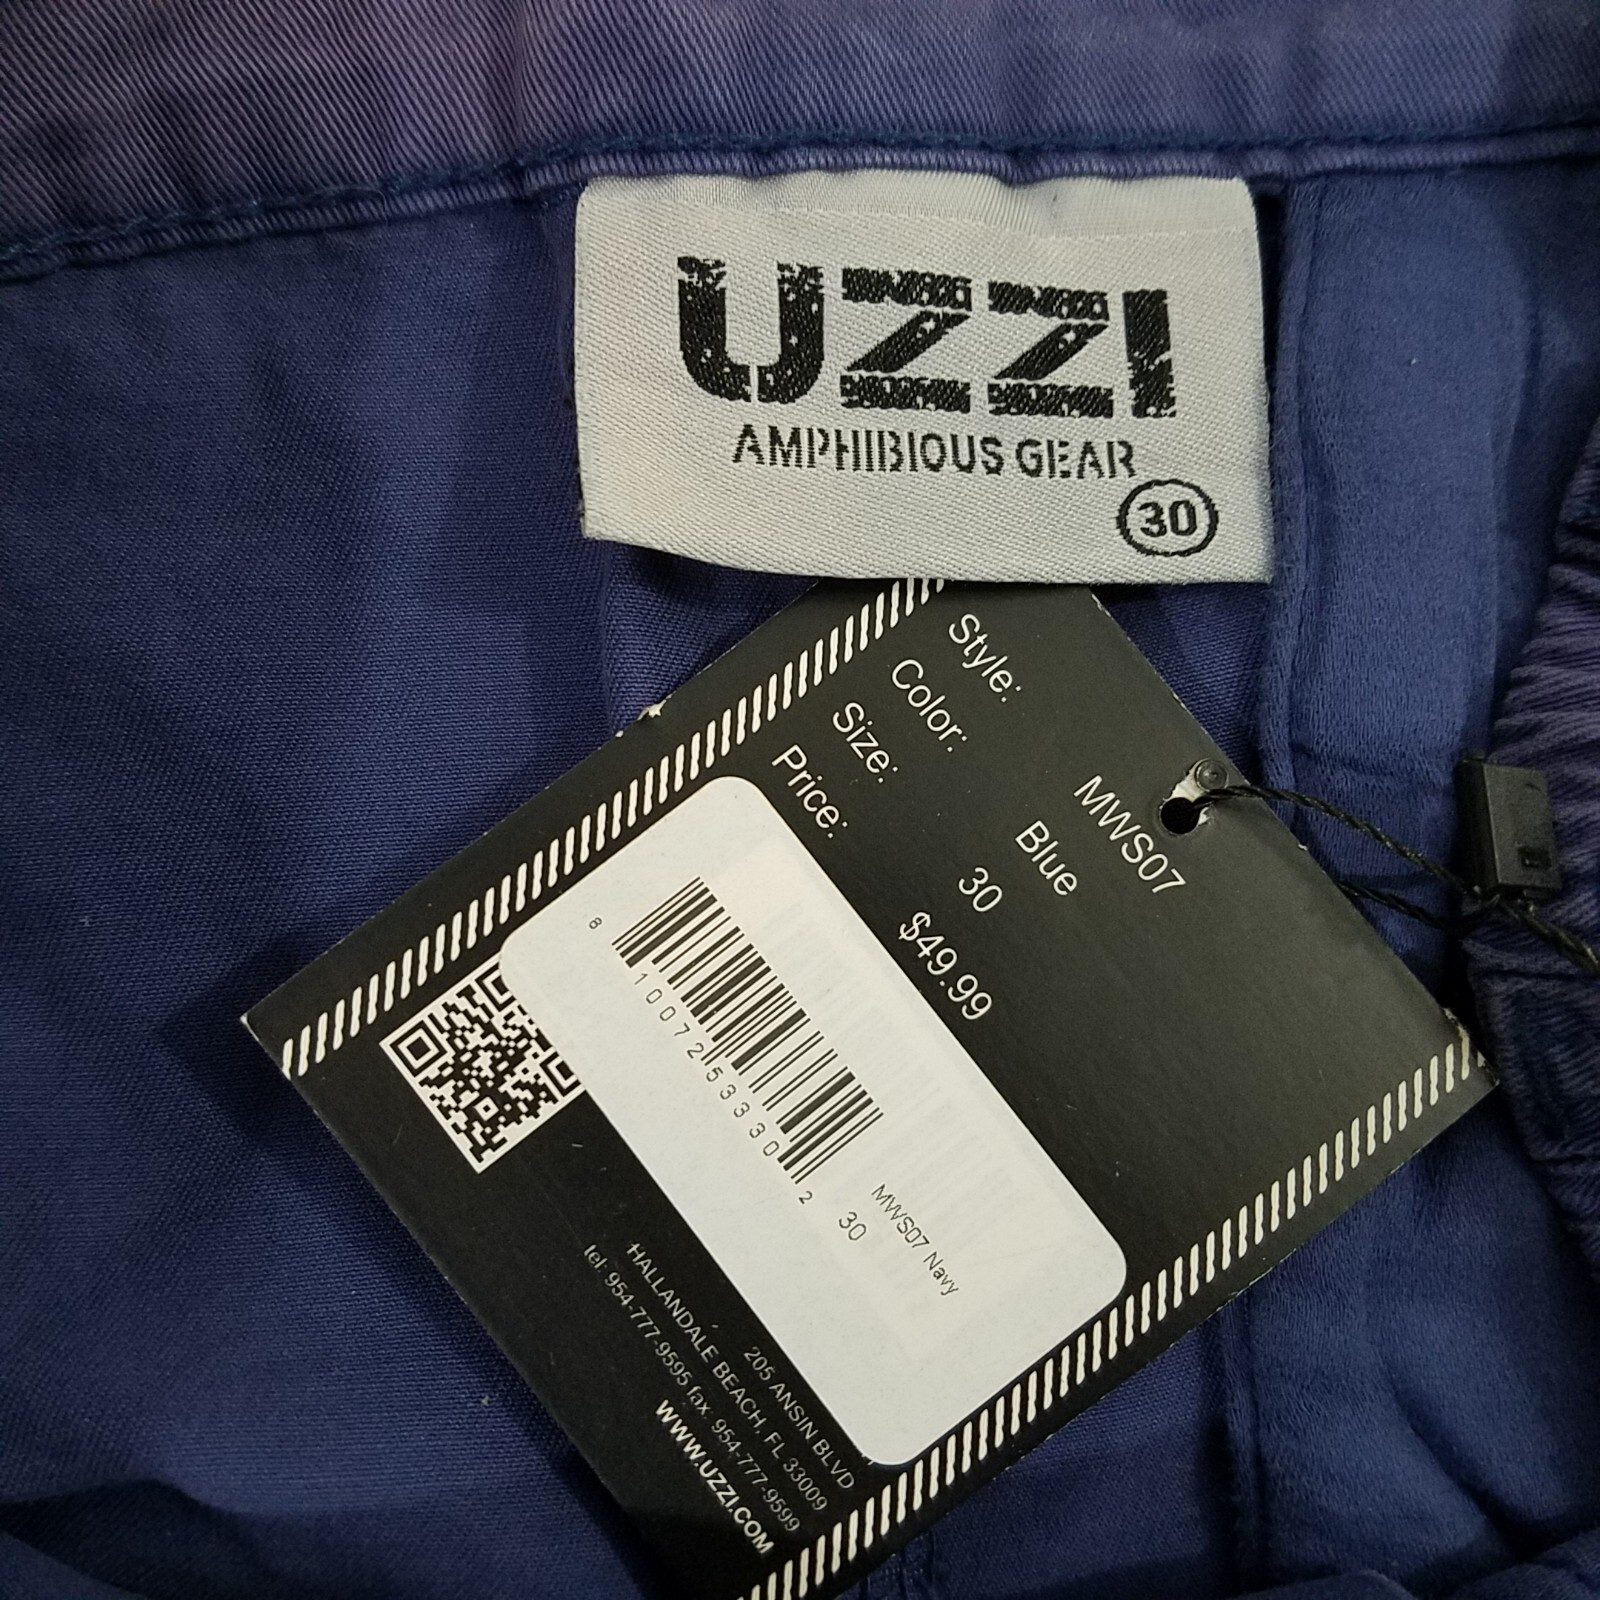 UZZI
AMPHIBIOUS GEAR
30
Style: MWS07
Color: Blue
Size: 30
Price: $49.99
8 10072 53330 2
MWS07 Navy
30
205 ANSIN BLVD
HALLANDALE BEACH, FL 33009
tel: 954-777-9595 fax: 954-777-9599
WWW.UZZI.COM